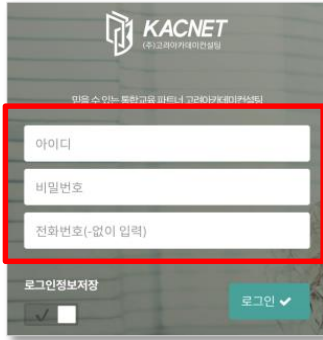 KACNET
(주)고려아카데미컨설팅
믿을 수 있는 통합교육 파트너 고려아카데미컨설팅
아이디
비밀번호
전화번호(-없이 입력)
로그인정보저장
로그인